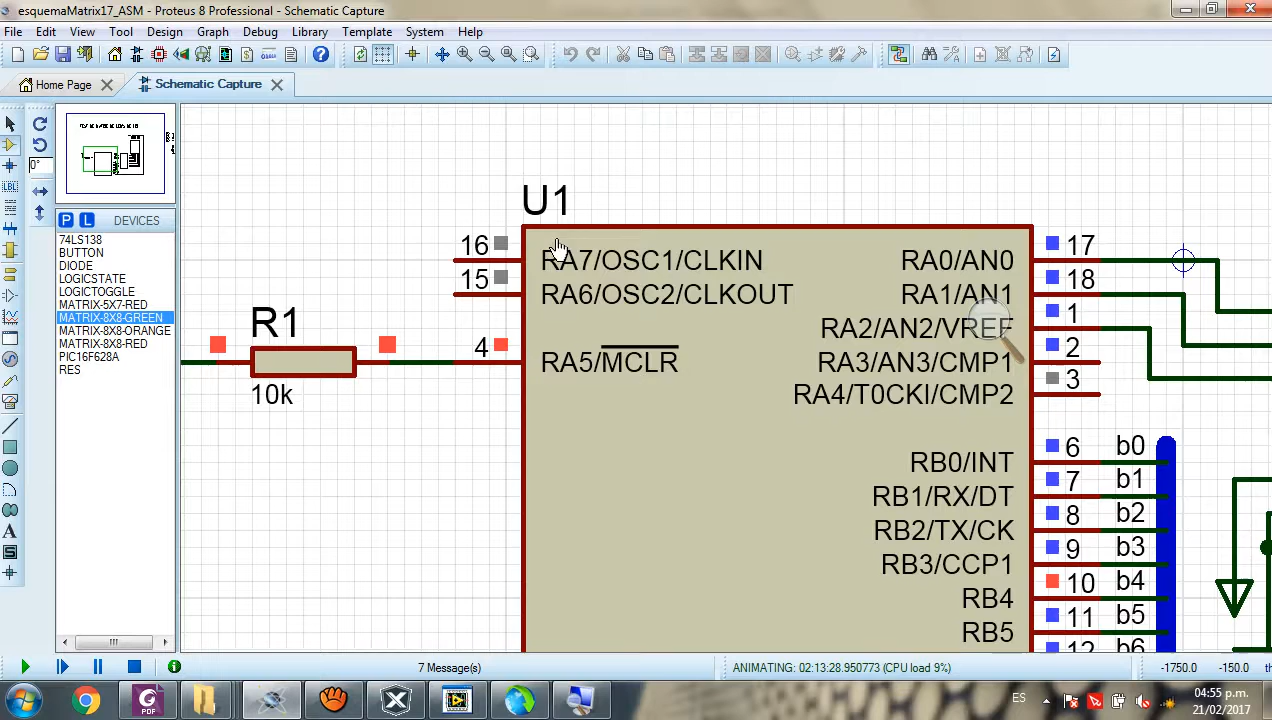 esquemaMatrix17_ASM - Proteus 8 Professional - Schematic Capture
File Edit View Tool Design Graph Debug Library Template System Help
Home Page Schematic Capture
0°
P L DEVICES
74LS138
BUTTON
DIODE
LOGICSTATE
LOGICTOGGLE
MATRIX-5X7-RED
MATRIX-8X8-GREEN
MATRIX-8X8-ORANGE
MATRIX-8X8-RED
PIC16F628A
RES
LBL
A
U1
16 RA7/OSC1/CLKIN RA0/AN0 17
15 RA6/OSC2/CLKOUT RA1/AN1 18
RA2/AN2/VREF 1
R1
4 RA5/MCLR RA3/AN3/CMP1 2
10k
RA4/T0CKI/CMP2 3
RB0/INT 6 b0
RB1/RX/DT 7 b1
RB2/TX/CK 8 b2
RB3/CCP1 9 b3
RB4 10 b4
RB5 11 b5
12 b6
7 Message(s) ANIMATING: 02:13:28.950773 (CPU load 9%) -1750.0 -150.0 th
PDF
ES 04:55 p.m.
21/02/2017